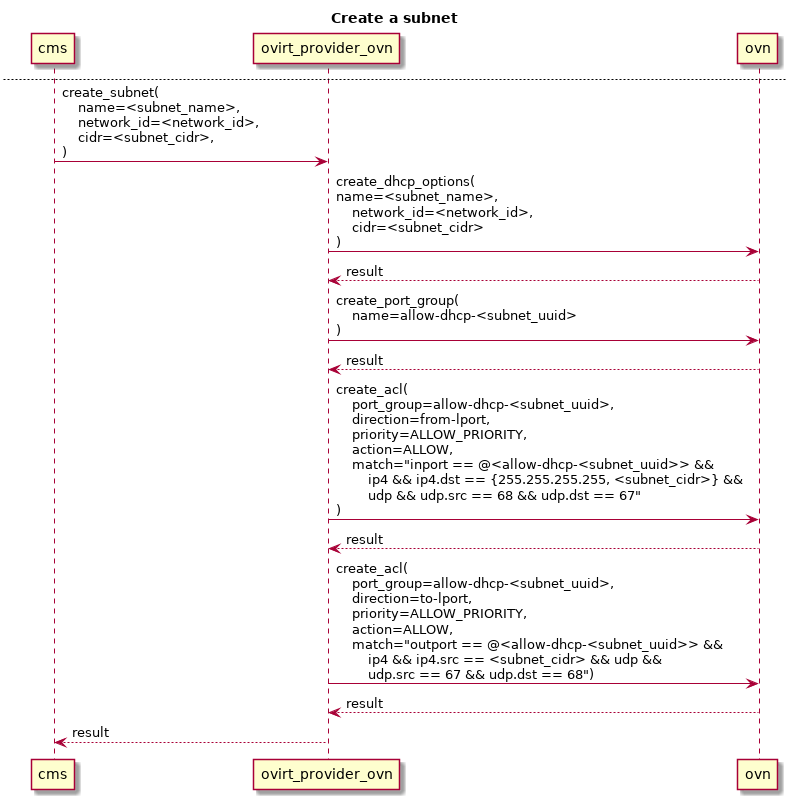 Create a subnet
cms
ovirt_provider_ovn
ovn
create_subnet(
    name=<subnet_name>,
    network_id=<network_id>,
    cidr=<subnet_cidr>,
)
create_dhcp_options(
name=<subnet_name>,
    network_id=<network_id>,
    cidr=<subnet_cidr>
)
result
create_port_group(
    name=allow-dhcp-<subnet_uuid>
)
result
create_acl(
    port_group=allow-dhcp-<subnet_uuid>,
    direction=from-lport,
    priority=ALLOW_PRIORITY,
    action=ALLOW,
    match="inport == @<allow-dhcp-<subnet_uuid>> &&
        ip4 && ip4.dst == {255.255.255.255, <subnet_cidr>} &&
        udp && udp.src == 68 && udp.dst == 67"
)
result
create_acl(
    port_group=allow-dhcp-<subnet_uuid>,
    direction=to-lport,
    priority=ALLOW_PRIORITY,
    action=ALLOW,
    match="outport == @<allow-dhcp-<subnet_uuid>> &&
        ip4 && ip4.src == <subnet_cidr> && udp &&
        udp.src == 67 && udp.dst == 68")
result
result
cms
ovirt_provider_ovn
ovn